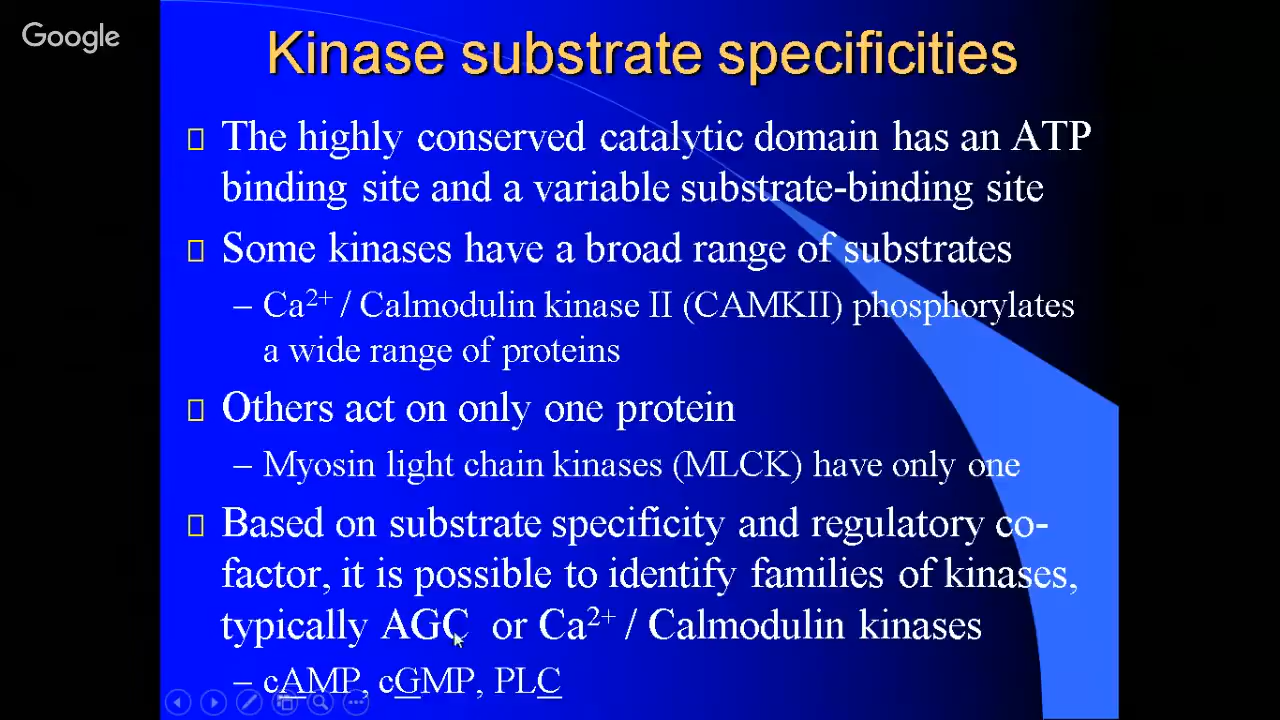 Google
Kinase substrate specificities
The highly conserved catalytic domain has an ATP
binding site and a variable substrate-binding site
Some kinases have a broad range of substrates
– Ca²⁺ / Calmodulin kinase II (CAMKII) phosphorylates
a wide range of proteins
Others act on only one protein
– Myosin light chain kinases (MLCK) have only one
Based on substrate specificity and regulatory co-
factor, it is possible to identify families of kinases,
typically AGC or Ca²⁺ / Calmodulin kinases
– cAMP, cGMP, PLC